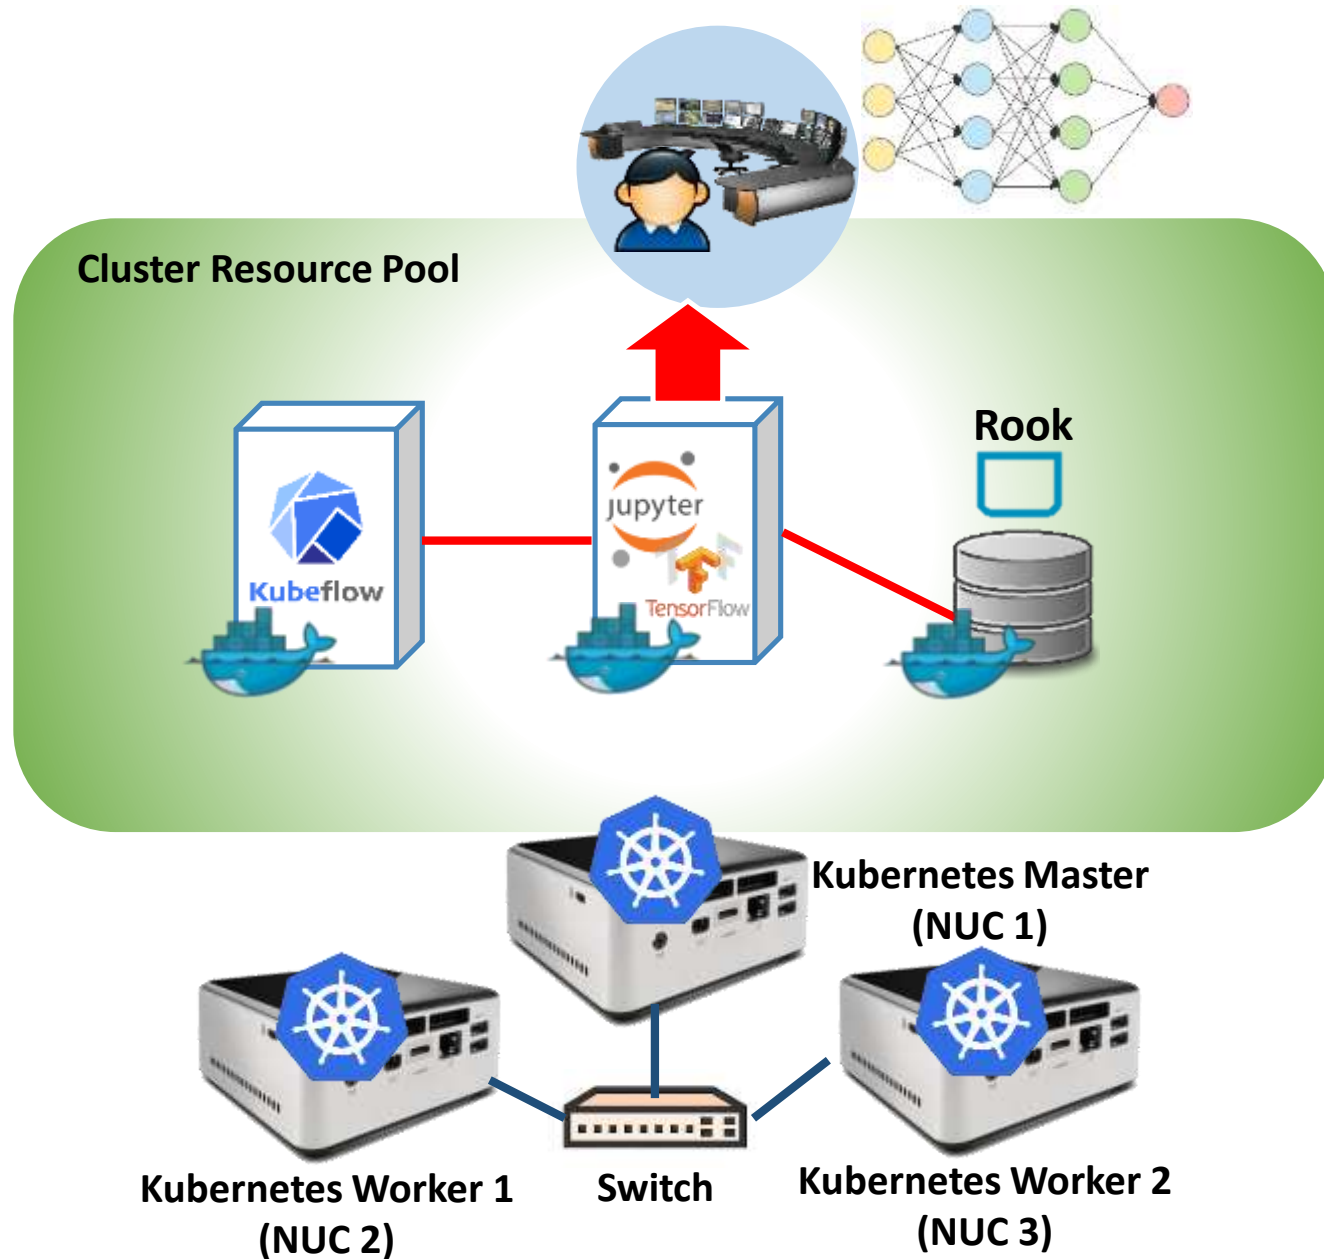 Cluster Resource Pool
Rook
Kubeflow
jupyter
TensorFlow
Kubernetes Master
(NUC 1)
Kubernetes Worker 1
(NUC 2)
Switch
Kubernetes Worker 2
(NUC 3)